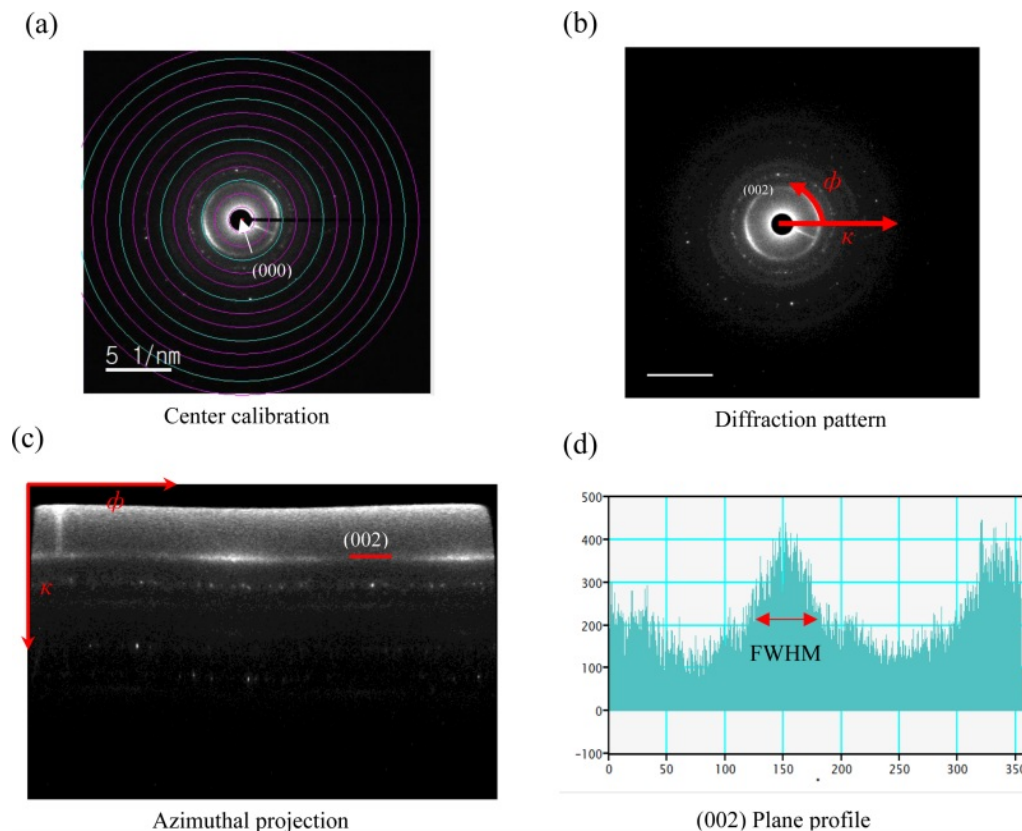 (a)
(000)
5 1/nm
Center calibration
(b)
(002)
ϕ
κ
Diffraction pattern
(c)
ϕ
(002)
κ
Azimuthal projection
(d)
500
400
300
200
100
0
-100
FWHM
0 50 100 150 200 250 300 350
(002) Plane profile